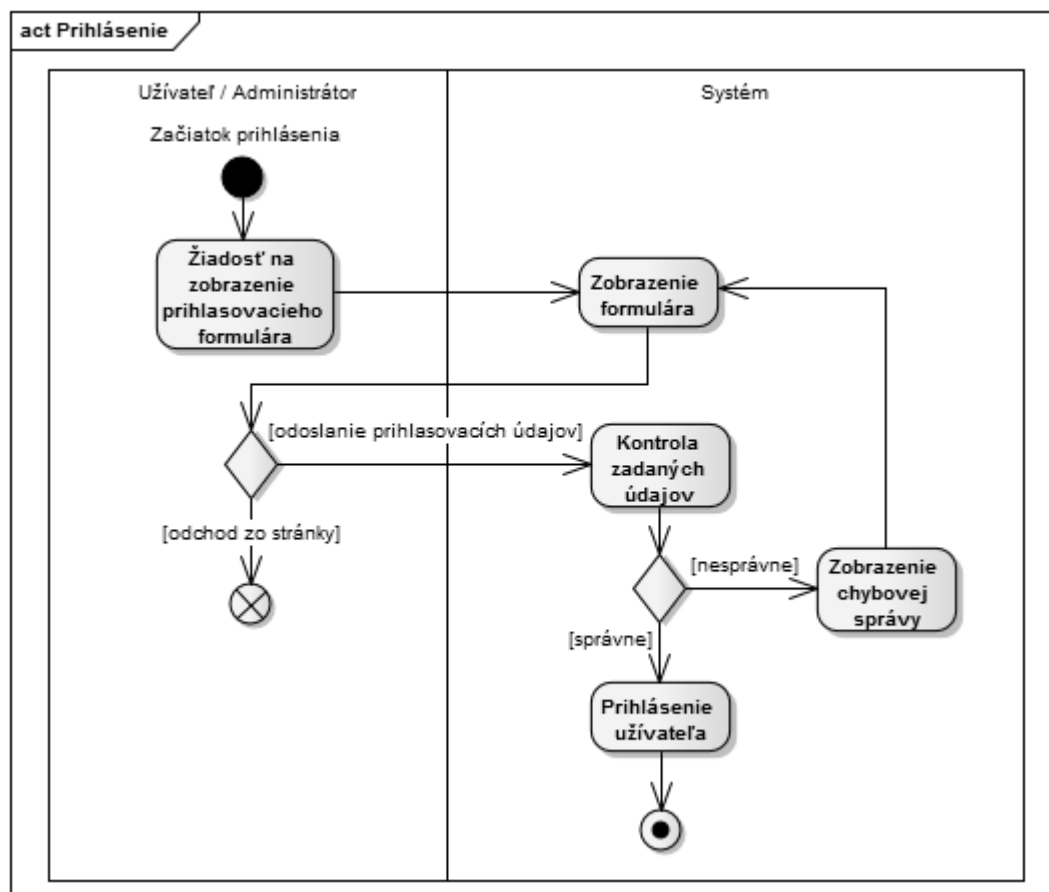 act Prihlásenie
Užívateľ / Administrátor
Systém
Začiatok prihlásenia
Žiadosť na
zobrazenie
prihlasovacieho
formulára
Zobrazenie
formulára
[odoslanie prihlasovacích údajov]
Kontrola
zadaných
údajov
[odchod zo stránky]
[nesprávne]
Zobrazenie
chybovej
správy
[správne]
Prihlásenie
užívateľa